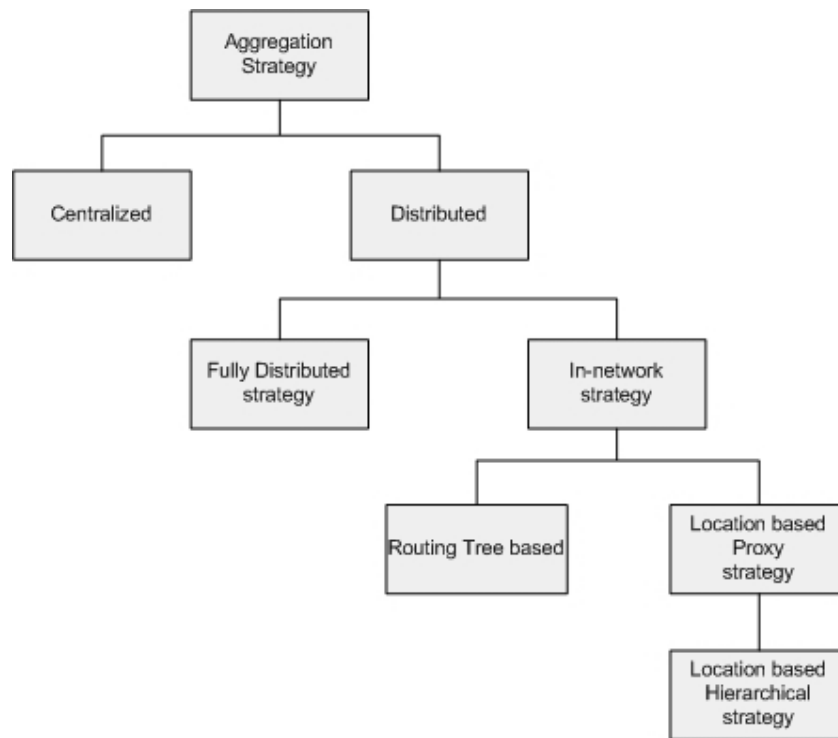 Aggregation
Strategy
Centralized
Distributed
Fully Distributed
strategy
In-network
strategy
Routing Tree based
Location based
Proxy
strategy
Location based
Hierarchical
strategy